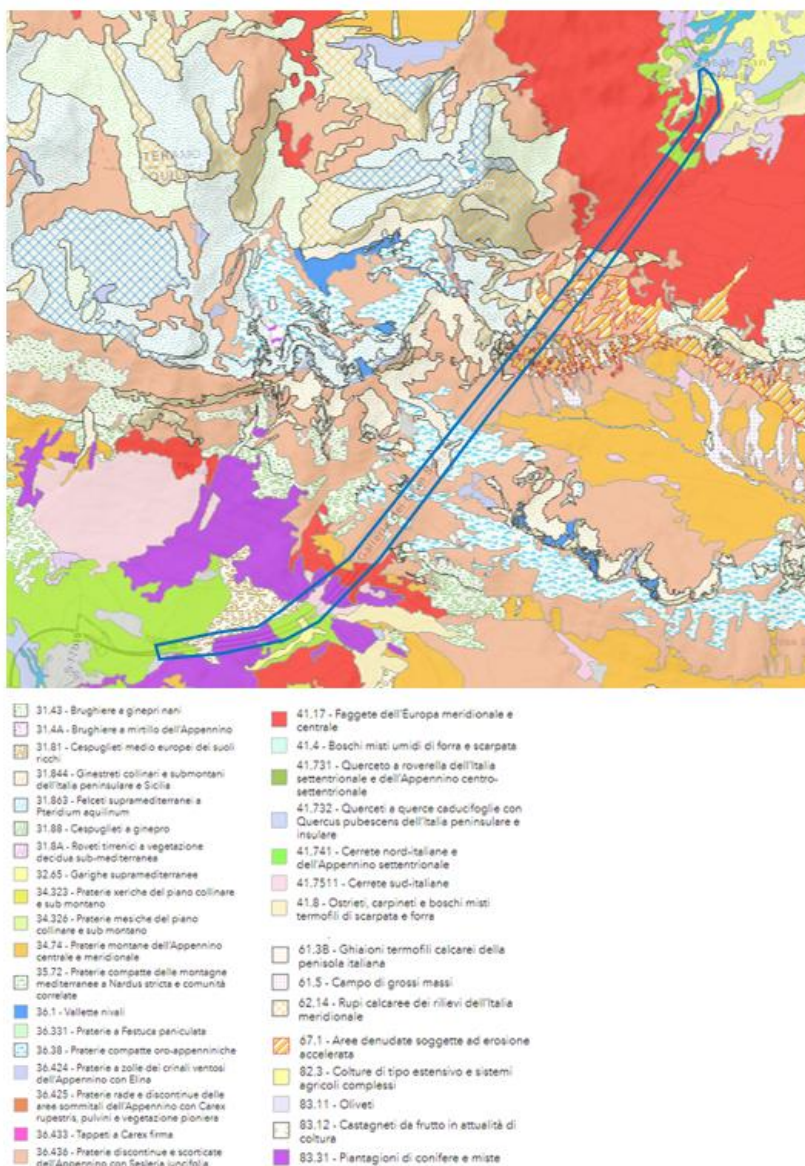 TERAMO
31.43 - Brughiere a ginepri nani
31.4A - Brughiere a mirtillo dell'Appennino
31.81 - Cespuglieti medio europei dei suoli
ricchi
31.844 - Ginestreti collinari e submontani
dell'Italia peninsulare e Sicilia
31.863 - Felceti supramediterranei a
Pteridium aquilinum
31.88 - Cespuglieti a ginepro
31.8A - Roveti tirrenici a vegetazione
decidua sub-mediterranea
32.65 - Garighe supramediterranee
34.323 - Praterie xeriche del piano collinare
e sub montano
34.326 - Praterie mesiche del piano
collinare e sub montano
34.74 - Praterie montane dell'Appennino
centrale e meridionale
35.72 - Praterie compatte delle montagne
mediterranee a Nardus stricta e comunità
correlate
36.1 - Vallette nivali
36.331 - Praterie a Festuca paniculata
36.38 - Praterie compatte oro-appenniniche
36.424 - Praterie a zolle dei crinali ventosi
dell'Appennino con Elina
36.425 - Praterie rade e discontinue delle
aree sommitali dell'Appennino con Carex
rupestris, pulvini e vegetazione pioniera
36.433 - Tappeti a Carex firma
36.436 - Praterie discontinue e scorticate
dell'Appennino con Sesleria juncifolia
41.17 - Faggete dell'Europa meridionale e
centrale
41.4 - Boschi misti umidi di forra e scarpata
41.731 - Querceto a roverella dell'Italia
settentrionale e dell'Appennino centro-
settentrionale
41.732 - Querceti a querce caducifoglie con
Quercus pubescens dell'Italia peninsulare e
insulare
41.741 - Cerrete nord-italiane e
dell'Appennino settentrionale
41.7511 - Cerrete sud-italiane
41.8 - Ostrieti, carpineti e boschi misti
termofili di scarpata e forra
61.3B - Ghiaioni termofili calcarei della
penisola italiana
61.5 - Campo di grossi massi
62.14 - Rupi calcaree dei rilievi dell'Italia
meridionale
67.1 - Aree denudate soggette ad erosione
accelerata
82.3 - Colture di tipo estensivo e sistemi
agricoli complessi
83.11 - Oliveti
83.12 - Castagneti da frutto in attualità di
coltura
83.31 - Piantagioni di conifere e miste